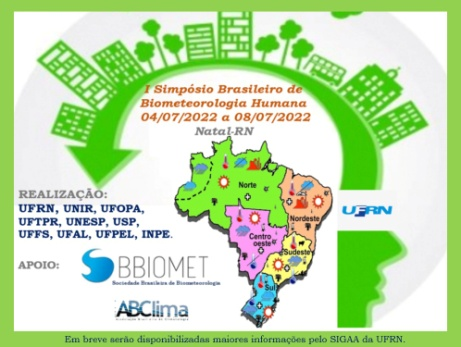 I Simpósio Brasileiro de
Biometeorologia Humana
04/07/2022 a 08/07/2022
Natal-RN
REALIZAÇÃO:
UFRN, UNIR, UFOPA,
UFTPR, UNESP, USP,
UFFS, UFAL, UFPEL, INPE.
Norte
Nordeste
Centro
oeste
Sudeste
Sul
UFRN
APOIO:
SBBIOMET
Sociedade Brasileira de Biometeorologia
ABClima
Em breve serão disponibilizadas maiores informações pelo SIGAA da UFRN.